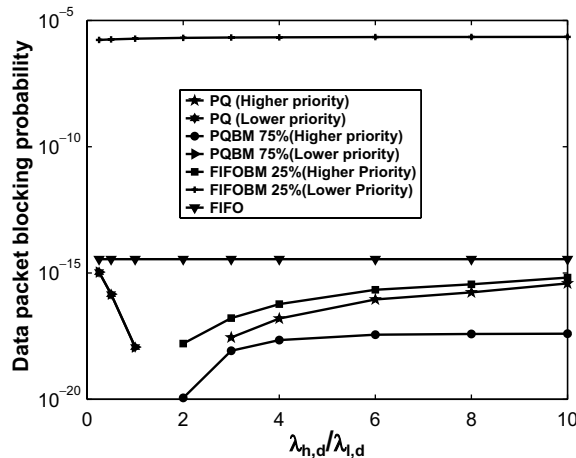 10⁻⁵
10⁻¹⁰
10⁻¹⁵
10⁻²⁰
Data packet blocking probability
PQ (Higher priority)
PQ (Lower priority)
PQBM 75%(Higher priority)
PQBM 75%(Lower priority)
FIFOBM 25%(Higher Priority)
FIFOBM 25%(Lower Priority)
FIFO
0 2 4 6 8 10
λh,d/λl,d